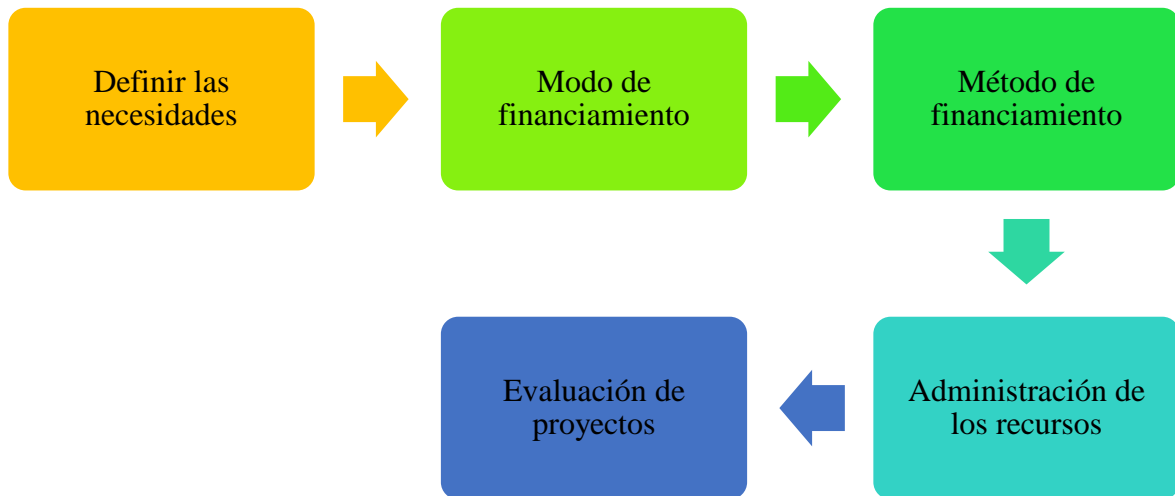 Definir las
necesidades
Modo de
financiamiento
Método de
financiamiento
Administración de
los recursos
Evaluación de
proyectos